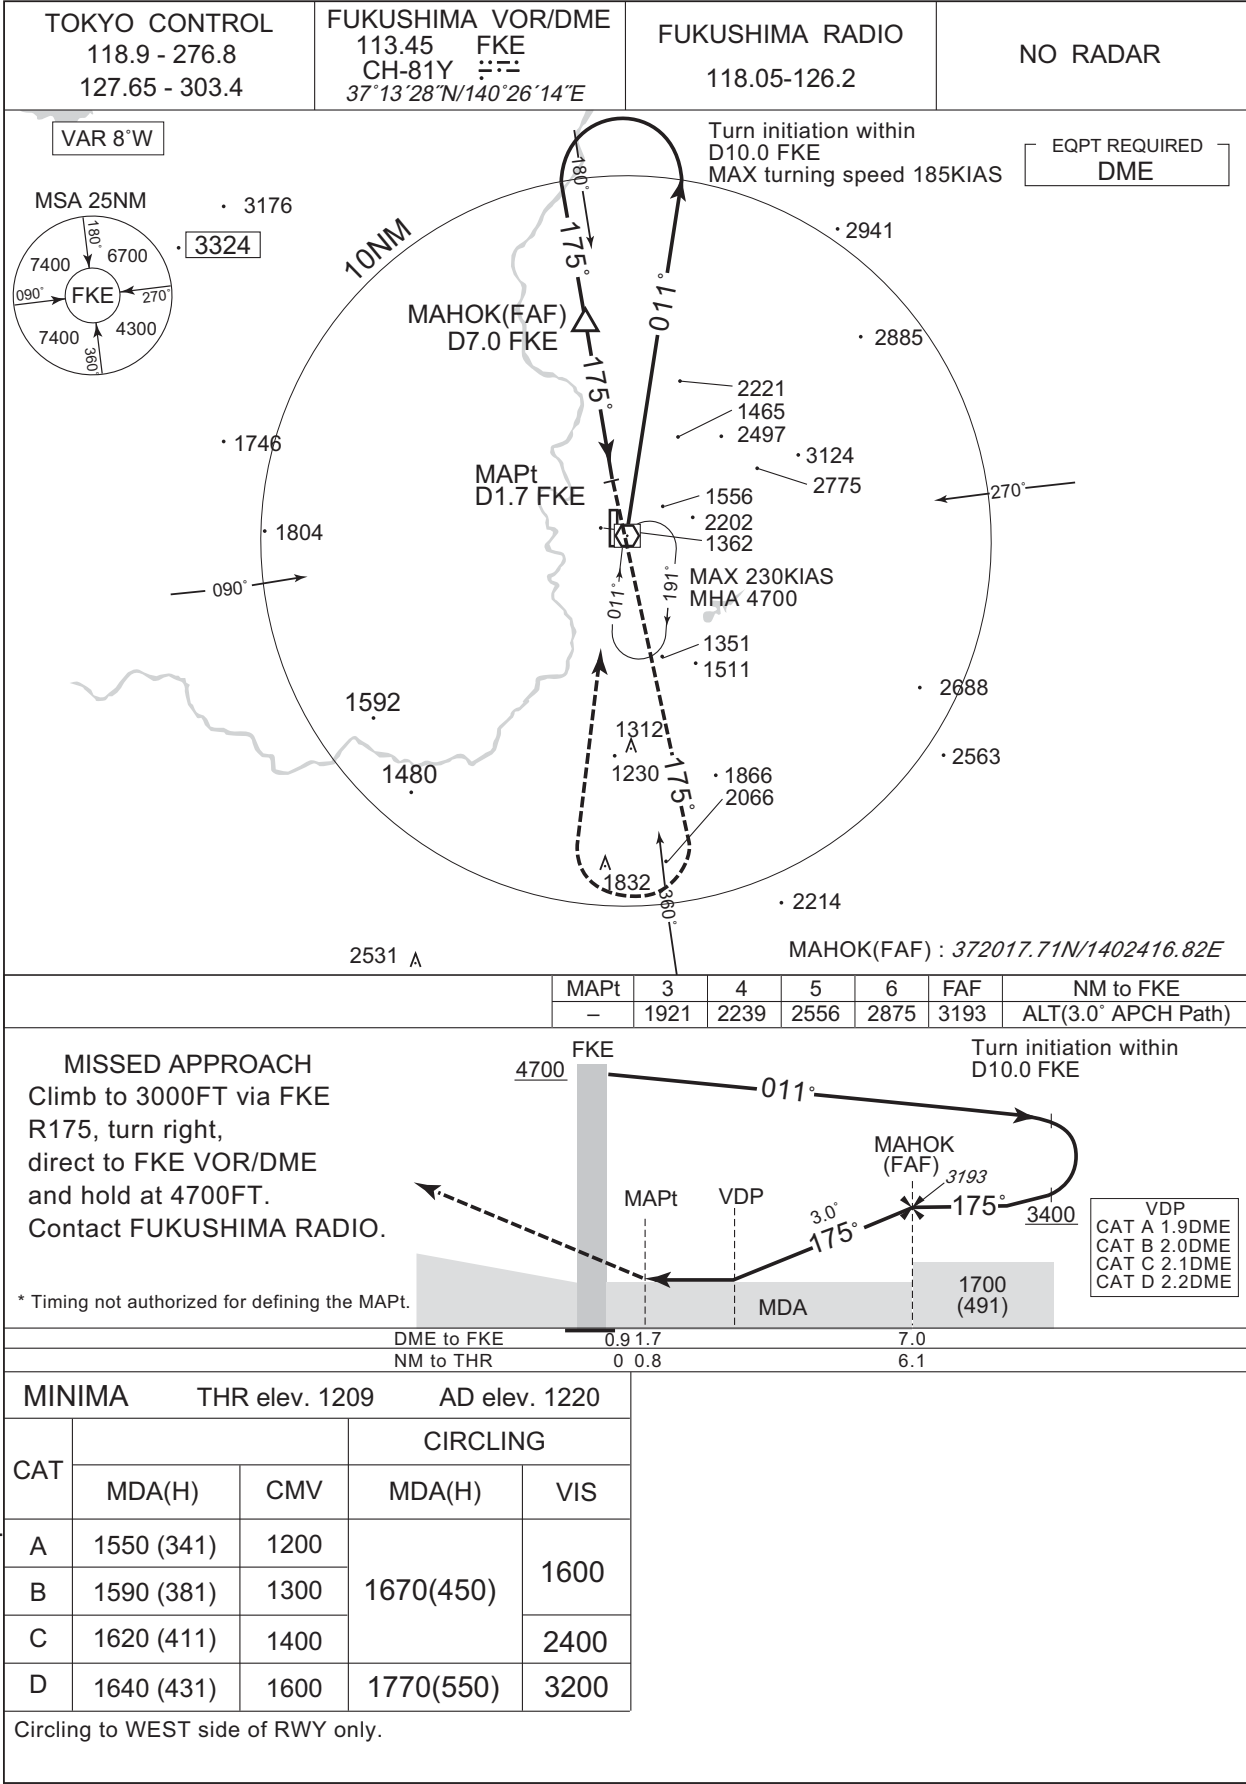 TOKYO CONTROL
118.9 - 276.8
127.65 - 303.4
FUKUSHIMA VOR/DME
113.45 FKE
CH-81Y
37°13´28˝N/140°26´14˝E
FUKUSHIMA RADIO
118.05-126.2
NO RADAR
VAR 8°W
Turn initiation within
D10.0 FKE
MAX turning speed 185KIAS
EQPT REQUIRED
DME
MSA 25NM
180°
7400
6700
090°
FKE
270°
7400
4300
360°
3176
3324
10NM
180°
175°
011°
2941
MAHOK(FAF)
D7.0 FKE
2885
175°
2221
1465
2497
1746
3124
2775
MAPt
D1.7 FKE
270°
1556
2202
1362
1804
090°
011°
191°
MAX 230KIAS
MHA 4700
1351
1511
1592
2688
1312
1230
175°
2563
1480
1866
2066
1832
360°
2214
2531
MAHOK(FAF) : 372017.71N/1402416.82E
MAPt 3 4 5 6 FAF NM to FKE
– 1921 2239 2556 2875 3193 ALT(3.0° APCH Path)
MISSED APPROACH
Climb to 3000FT via FKE
R175, turn right,
direct to FKE VOR/DME
and hold at 4700FT.
Contact FUKUSHIMA RADIO.
* Timing not authorized for defining the MAPt.
FKE
4700
011°
Turn initiation within
D10.0 FKE
MAHOK
(FAF)
3193
MAPt
VDP
3.0°
175°
175°
3400
VDP
CAT A 1.9DME
CAT B 2.0DME
CAT C 2.1DME
CAT D 2.2DME
MDA
1700
(491)
DME to FKE 0.9 1.7 7.0
NM to THR 0 0.8 6.1
MINIMA THR elev. 1209 AD elev. 1220
CAT
CIRCLING
MDA(H) CMV MDA(H) VIS
A 1550 (341) 1200
B 1590 (381) 1300
1670(450)
1600
C 1620 (411) 1400 2400
D 1640 (431) 1600 1770(550) 3200
Circling to WEST side of RWY only.